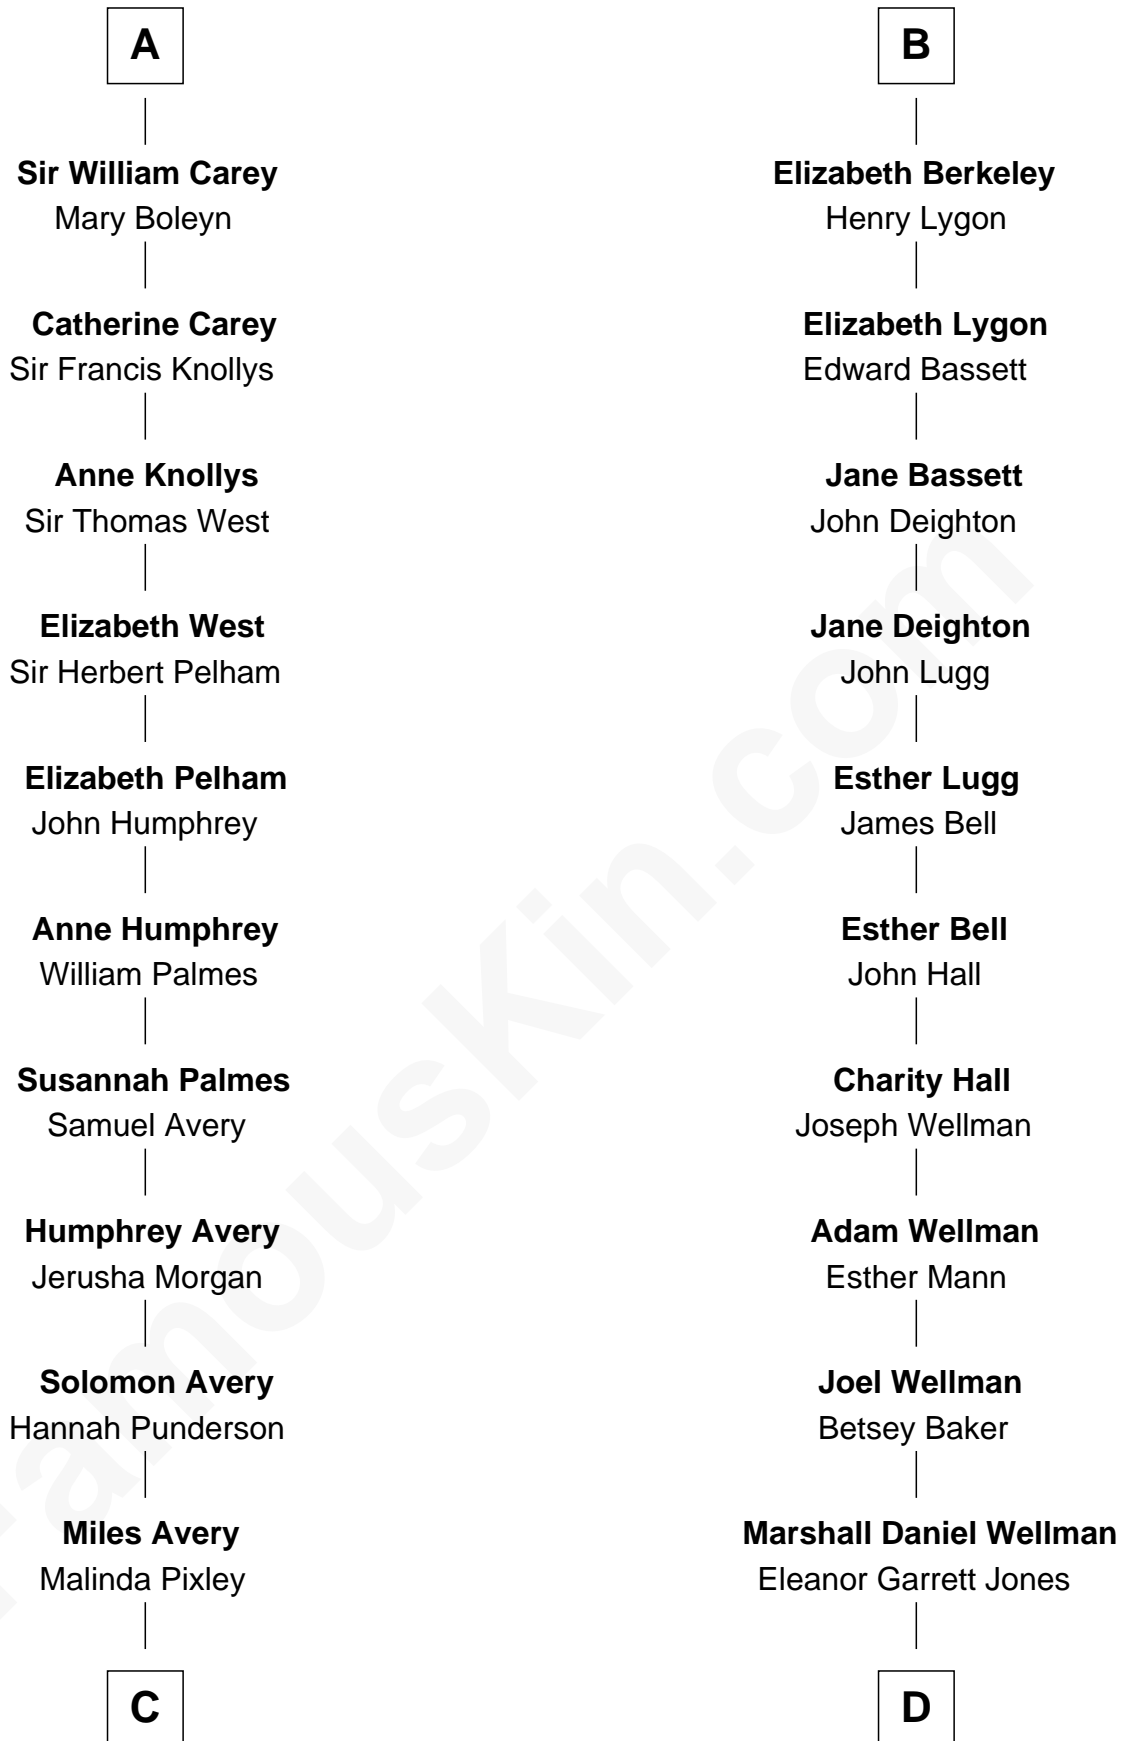 A
Sir William Carey
Mary Boleyn
Catherine Carey
Sir Francis Knollys
Anne Knollys
Sir Thomas West
Elizabeth West
Sir Herbert Pelham
Elizabeth Pelham
John Humphrey
Anne Humphrey
William Palmes
Susannah Palmes
Samuel Avery
Humphrey Avery
Jerusha Morgan
Solomon Avery
Hannah Punderson
Miles Avery
Malinda Pixley
C
B
Elizabeth Berkeley
Henry Lygon
Elizabeth Lygon
Edward Bassett
Jane Bassett
John Deighton
Jane Deighton
John Lugg
Esther Lugg
James Bell
Esther Bell
John Hall
Charity Hall
Joseph Wellman
Adam Wellman
Esther Mann
Joel Wellman
Betsey Baker
Marshall Daniel Wellman
Eleanor Garrett Jones
D
FamousKin.com